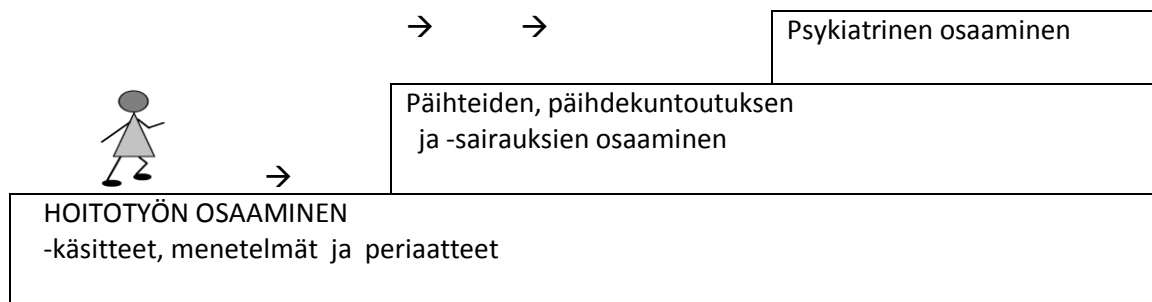 → → Psykiatrinen osaaminen
Päihteiden, päihdekuntoutuksen
ja -sairauksien osaaminen
→
HOITOTYÖN OSAAMINEN
-käsitteet, menetelmät ja periaatteet